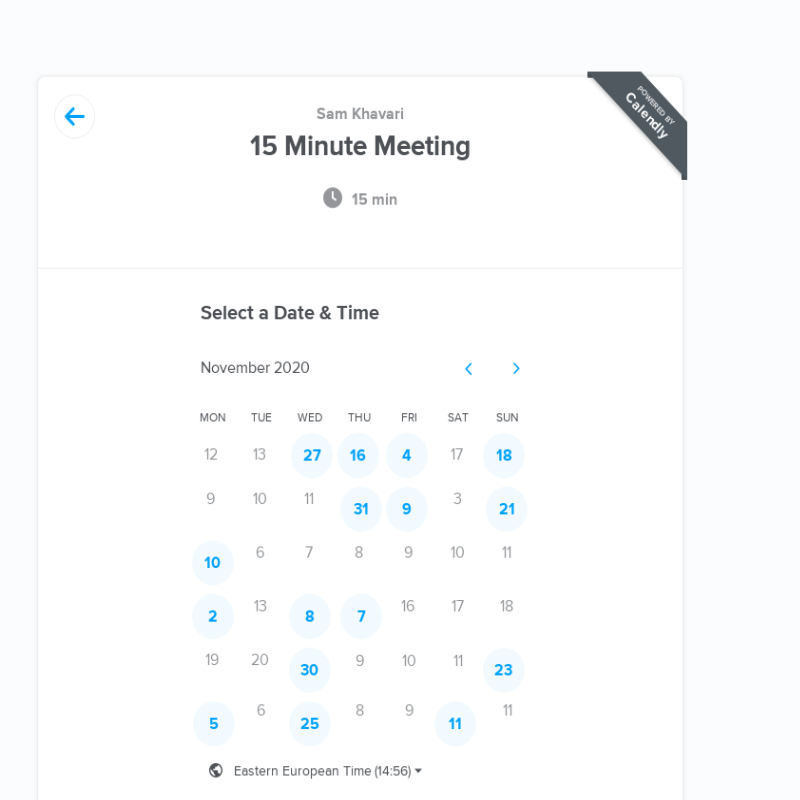 POWERED BY
Calendly
Sam Khavari
15 Minute Meeting
15 min
Select a Date & Time
November 2020
MON TUE WED THU FRI SAT SUN
12 13 27 16 4 17 18
9 10 11 31 9 3 21
10 6 7 8 9 10 11
2 13 8 7 16 17 18
19 20 30 9 10 11 23
5 6 25 8 9 11 11
Eastern European Time (14:56)